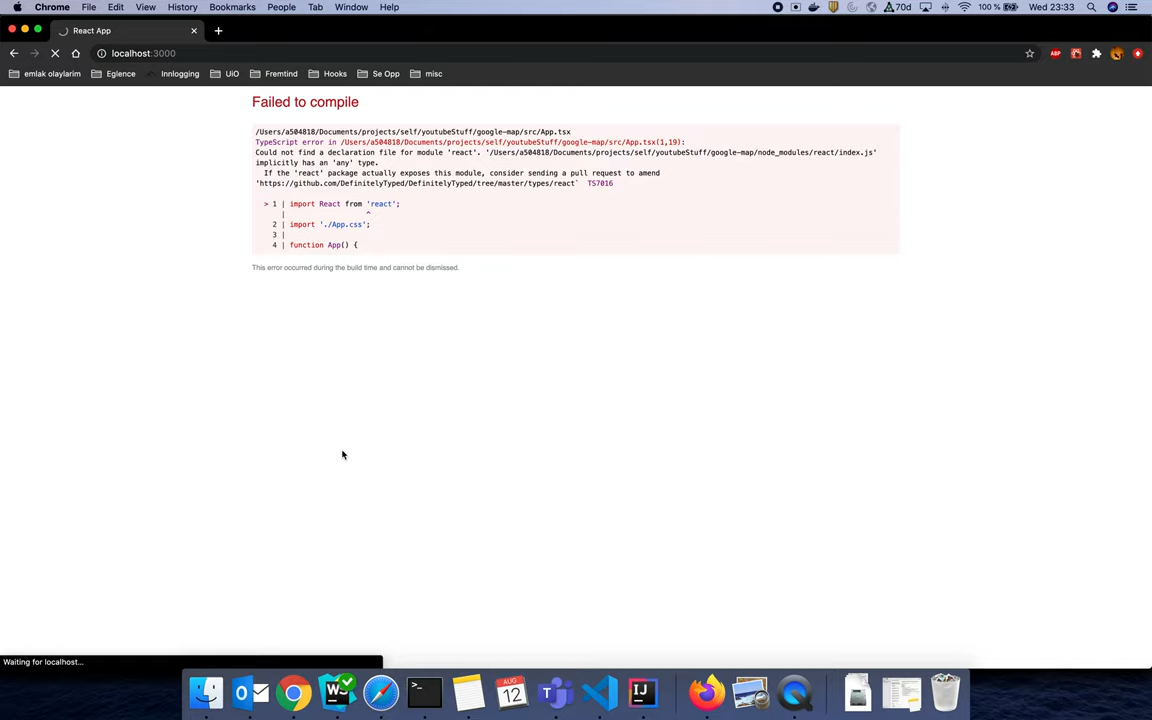 Chrome File Edit View History Bookmarks People Tab Window Help 70d 100 % Wed 23:33
React App
localhost:3000 ABP
emlak olaylarim Eglence Innlogging UiO Fremtind Hooks Se Opp misc
Failed to compile
/Users/a504818/Documents/projects/self/youtubeStuff/google-map/src/App.tsx
TypeScript error in /Users/a504818/Documents/projects/self/youtubeStuff/google-map/src/App.tsx(1,19):
Could not find a declaration file for module 'react'. '/Users/a504818/Documents/projects/self/youtubeStuff/google-map/node_modules/react/index.js'
implicitly has an 'any' type.
If the 'react' package actually exposes this module, consider sending a pull request to amend
'https://github.com/DefinitelyTyped/DefinitelyTyped/tree/master/types/react` TS7016
> 1 | import React from 'react';
| ^
2 | import './App.css';
3 |
4 | function App() {
This error occurred during the build time and cannot be dismissed.
Waiting for localhost...
WS >_ AUG 12 IJ